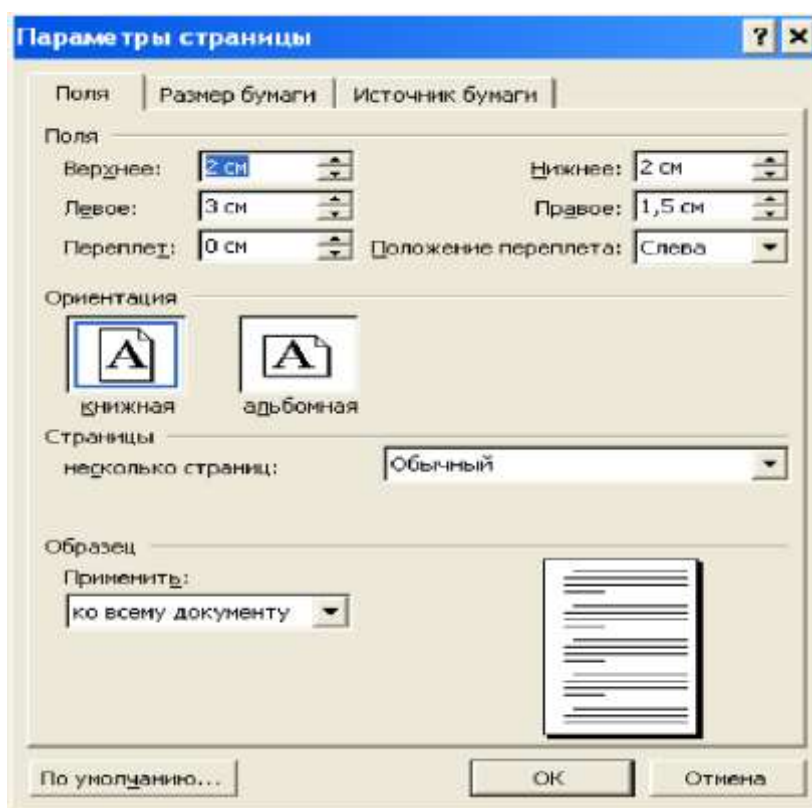 Параметры страницы ? ×
Поля Размер бумаги Источник бумаги
Поля
Верхнее: 2 см Нижнее: 2 см
Левое: 3 см Правое: 1,5 см
Переплет: 0 см Положение переплета: Слева
Ориентация
A A
книжная альбомная
Страницы
несколько страниц: Обычный
Образец
Применить:
ко всему документу
По умолчанию... ОК Отмена